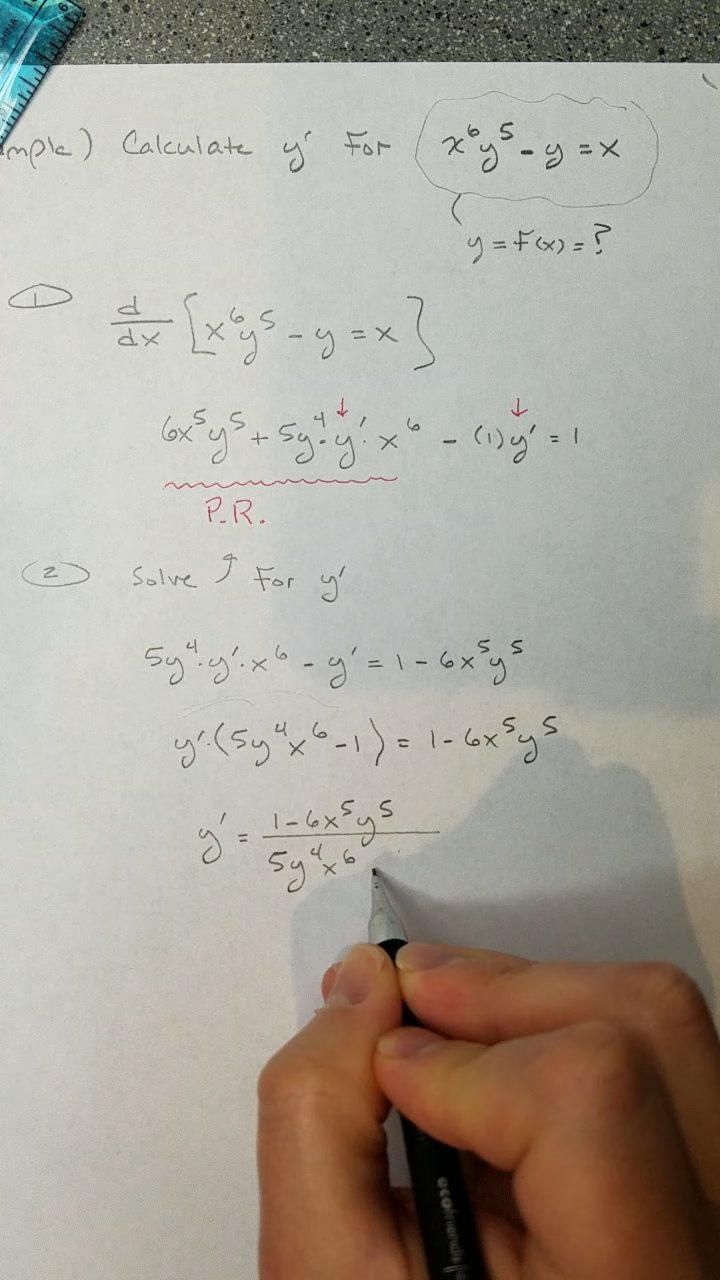 mple) Calculate y' For x⁶y⁵ - y = x
y = F(x) = ?
① d/dx [x⁶y⁵ - y = x]
6x⁵y⁵ + 5y⁴·y'·x⁶ - (1)y' = 1
P.R.
② Solve ↑ For y'
5y⁴·y'·x⁶ - y' = 1 - 6x⁵y⁵
y'·(5y⁴x⁶ - 1) = 1 - 6x⁵y⁵
y' = 1 - 6x⁵y⁵ / 5y⁴x⁶